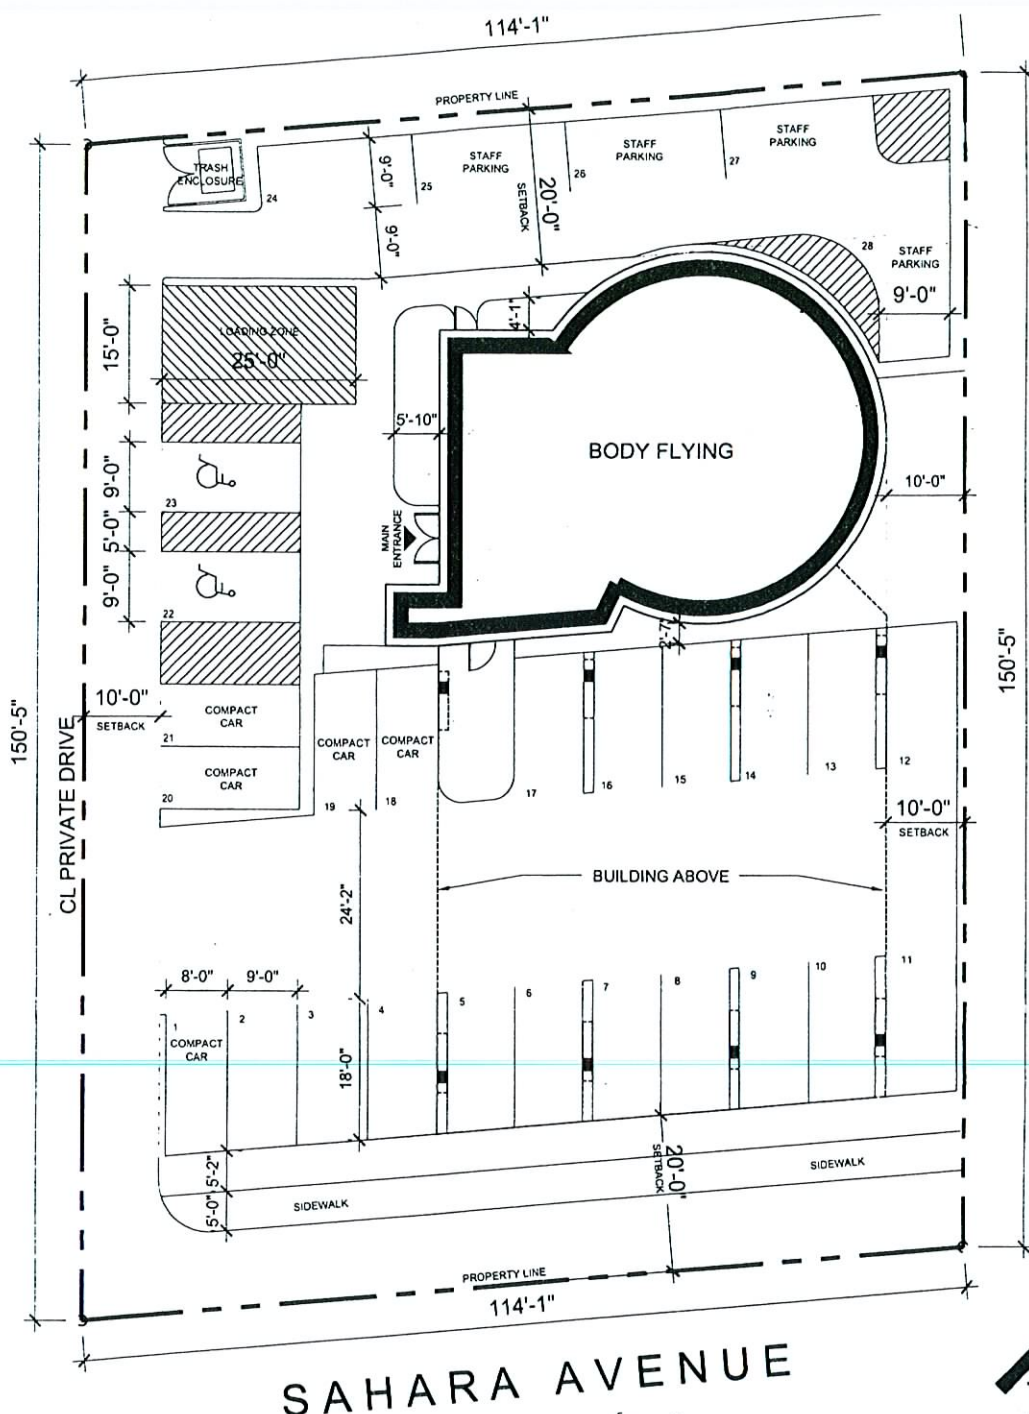 114'-1"
PROPERTY LINE
TRASH
ENCLOSURE
24
9'-0"
9'-0"
25
STAFF
PARKING
SETBACK
20'-0"
26
STAFF
PARKING
27
STAFF
PARKING
28
STAFF
PARKING
9'-0"
15'-0"
LOADING ZONE
25'-0"
4'-1"
5'-10"
BODY FLYING
10'-0"
9'-0"
23
5'-0"
MAIN
ENTRANCE
9'-0"
22
2'-7"
150'-5"
150'-5"
10'-0"
SETBACK
COMPACT
CAR
21
COMPACT
CAR
20
COMPACT
CAR
19
COMPACT
CAR
18
17
16
15
14
13
12
10'-0"
SETBACK
CL PRIVATE DRIVE
BUILDING ABOVE
24'-2"
8'-0"
9'-0"
1
COMPACT
CAR
2
3
4
5
6
7
8
9
10
11
18'-0"
5'-2"
5'-0"
SIDEWALK
SETBACK
20'-0"
SIDEWALK
PROPERTY LINE
114'-1"
SAHARA AVENUE